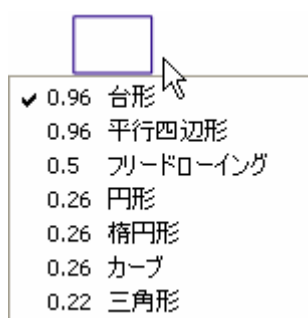 ✓ 0.96 台形
0.96 平行四辺形
0.5 フリードローイング
0.26 円形
0.26 楕円形
0.26 カーブ
0.22 三角形